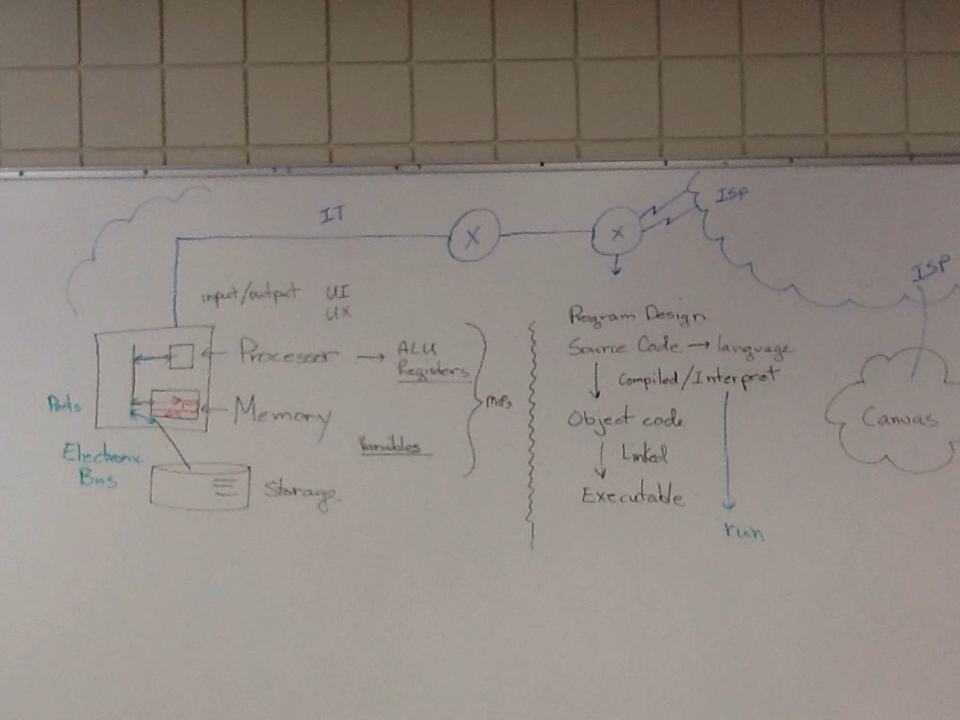 IT
X
X
ISP
ISP
input/output UI
UX
Program Design
Processor → ALU
Registers
Source Code → language
Compiled/Interpret
Ports
Memory
Object code
Canvas
Variables
Electronic
Bus
Linked
Storage
Executable
run